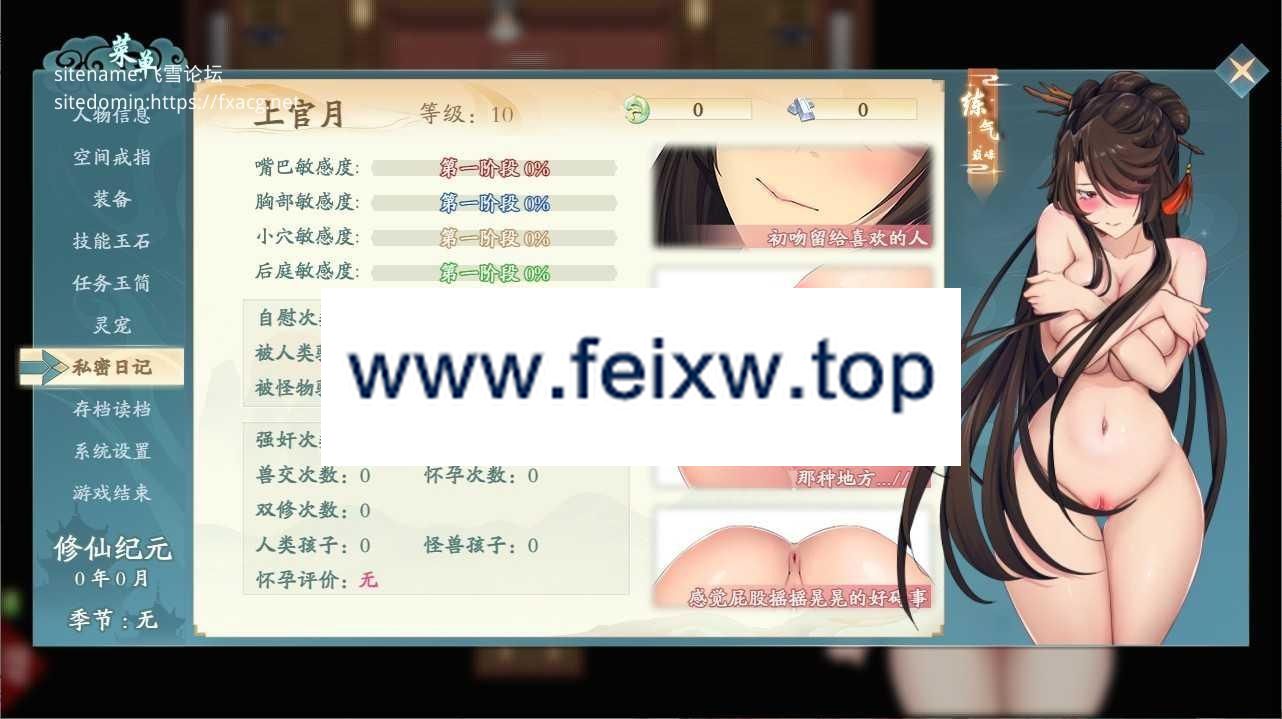 菜单
sitename:飞雪论坛
sitedomin:https://fxacg.net
人物信息
空间戒指
装备
技能玉石
任务玉简
灵宠
私密日记
存档读档
系统设置
游戏结束
修仙纪元
0年0月
季节:无
上官月
等级: 10
0
0
嘴巴敏感度: 第一阶段 0%
胸部敏感度: 第一阶段 0%
小穴敏感度: 第一阶段 0%
后庭敏感度: 第一阶段 0%
自慰次
被人类
被怪物
强奸次
兽交次数: 0 怀孕次数: 0
双修次数: 0
人类孩子: 0 怪兽孩子: 0
怀孕评价: 无
www.feixw.top
初吻留给喜欢的人
那种地方...//
感觉屁股摇摇晃晃的好碍事
练气
巅峰